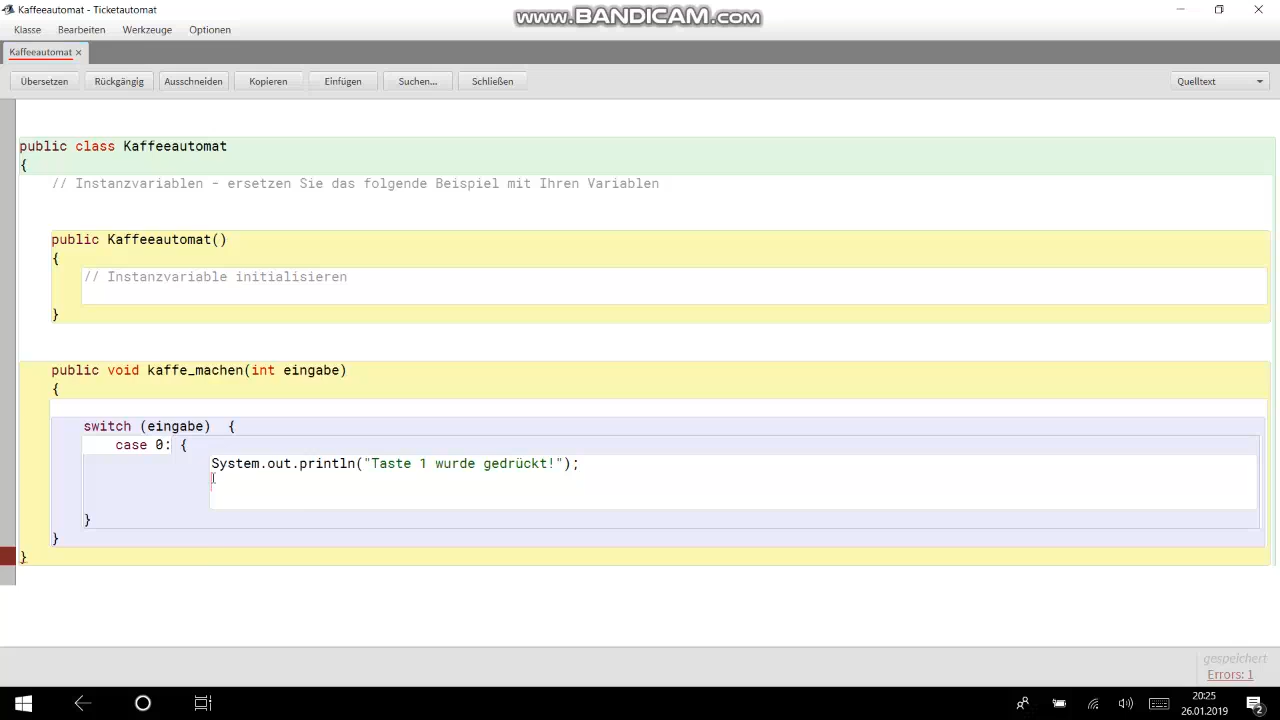 Kaffeeautomat - Ticketautomat
www.BANDICAM.com
Klasse Bearbeiten Werkzeuge Optionen
Kaffeeautomat ×
Übersetzen Rückgängig Ausschneiden Kopieren Einfügen Suchen... Schließen Quelltext
public class Kaffeeautomat
{
// Instanzvariablen - ersetzen Sie das folgende Beispiel mit Ihren Variablen
public Kaffeeautomat()
{
// Instanzvariable initialisieren
}
public void kaffe_machen(int eingabe)
{
switch (eingabe) {
case 0: {
System.out.println("Taste 1 wurde gedrückt!");
}
}
}
gespeichert
Errors: 1
20:25
26.01.2019
2